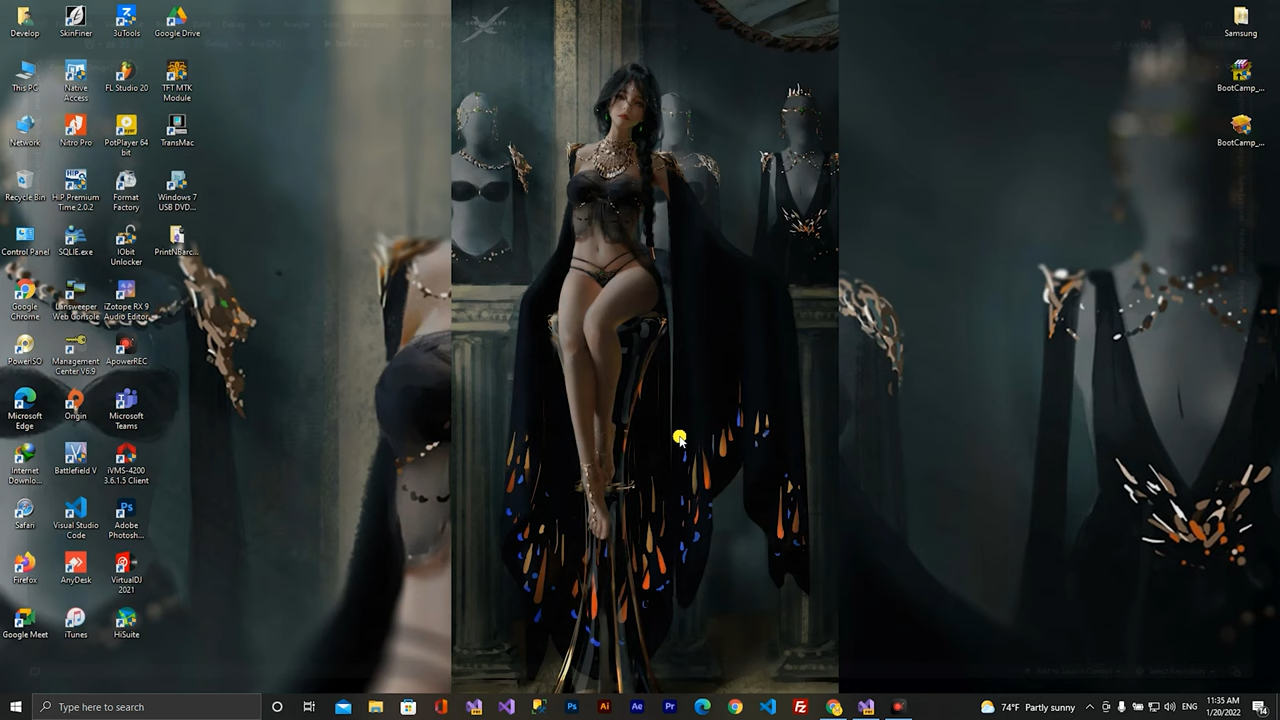 Develop
SkinFiner
3uTools
Google Drive
This PC
Native
Access
FL Studio 20
TFT MTK
Module
Network
Nitro Pro
PotPlayer 64
bit
TransMac
Recycle Bin
HiP Premium
Time 2.0.2
Format
Factory
Windows 7
USB DVD...
Control Panel
SQLIE.exe
IObit
Unlocker
PrintNBarc...
Google
Chrome
Lansweeper
Web Console
iZotope RX 9
Audio Editor
PowerISO
Management
Center V6.9
ApowerREC
Microsoft
Edge
Origin
Microsoft
Teams
Internet
Downlo...
Battlefield V
iVMS-4200
3.6.1.5 Client
Safari
Visual Studio
Code
Adobe
Photosh...
Firefox
AnyDesk
VirtualDJ
2021
Google Meet
iTunes
HiSuite
Samsung
BootCamp_...
BootCamp_...
Type here to search
74°F Partly sunny
ENG
11:35 AM
1/20/2022
14